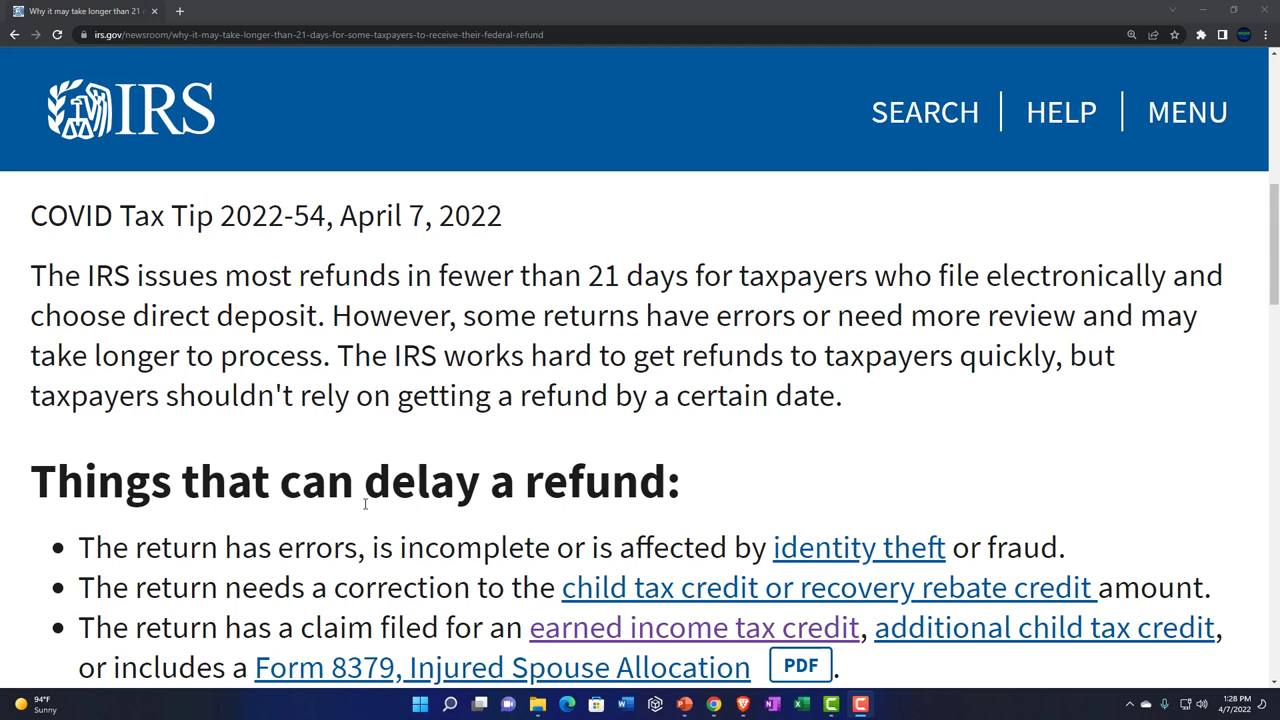 Why it may take longer than 21
irs.gov/newsroom/why-it-may-take-longer-than-21-days-for-some-taxpayers-to-receive-their-federal-refund
IRS
SEARCH
HELP
MENU
COVID Tax Tip 2022-54, April 7, 2022
The IRS issues most refunds in fewer than 21 days for taxpayers who file electronically and
choose direct deposit. However, some returns have errors or need more review and may
take longer to process. The IRS works hard to get refunds to taxpayers quickly, but
taxpayers shouldn't rely on getting a refund by a certain date.
Things that can delay a refund:
• The return has errors, is incomplete or is affected by identity theft or fraud.
• The return needs a correction to the child tax credit or recovery rebate credit amount.
• The return has a claim filed for an earned income tax credit, additional child tax credit,
or includes a Form 8379, Injured Spouse Allocation PDF.
94°F
Sunny
1:28 PM
4/7/2022